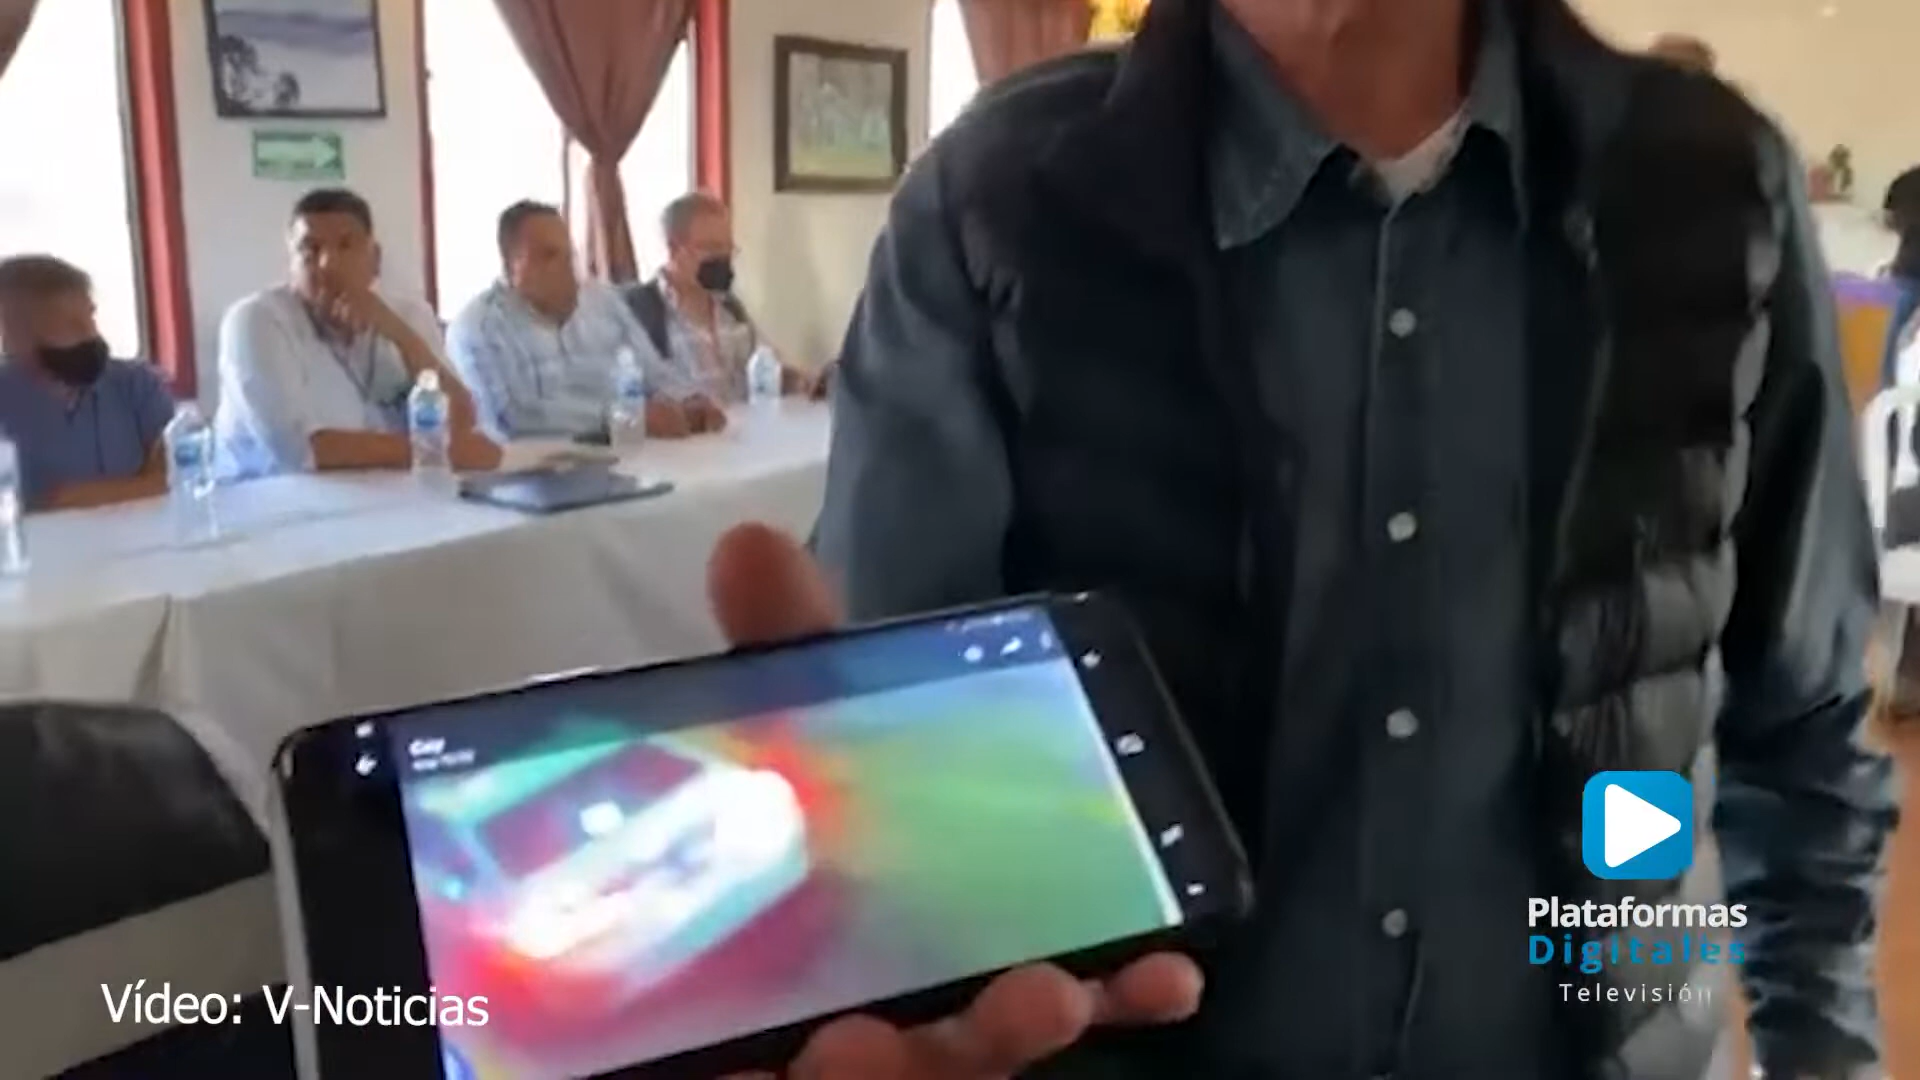 Vídeo: V-Noticias
Plataformas
Digitales
Televisión